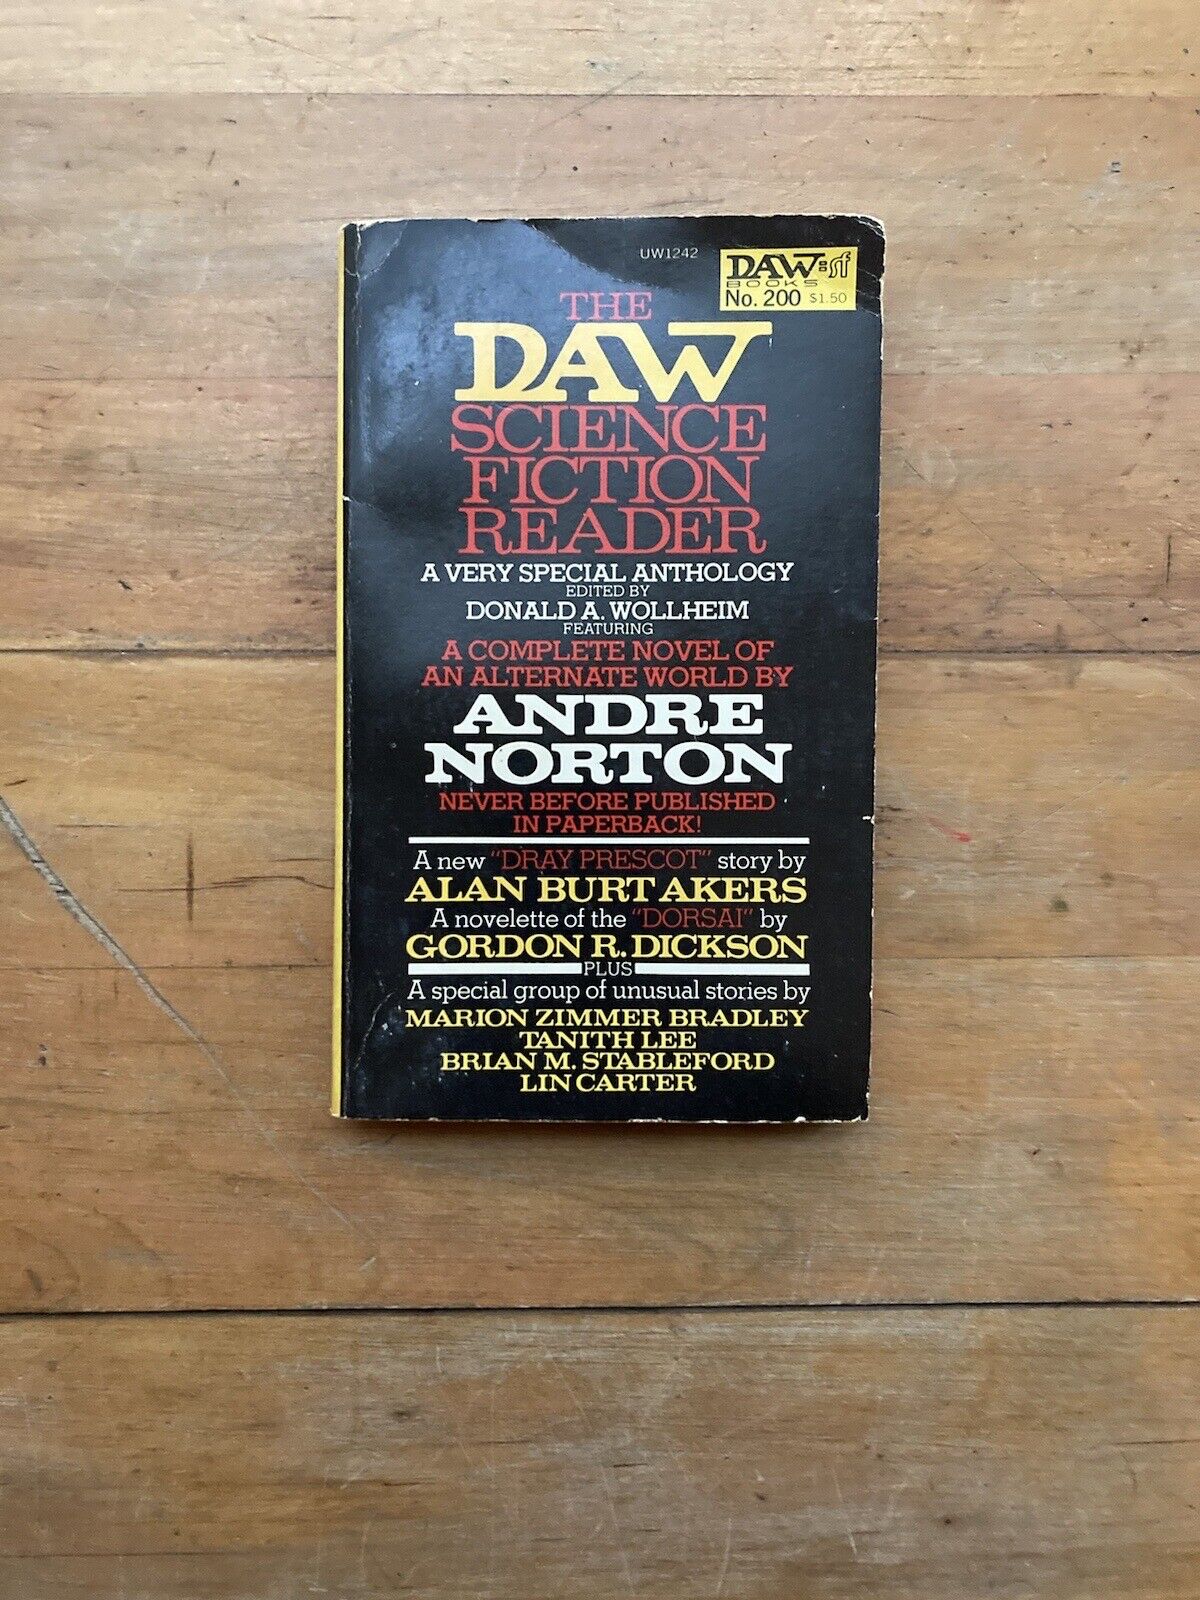 UW1242
DAW=sf
BOOKS
No. 200 $1.50
THE
DAW
SCIENCE
FICTION
READER
A VERY SPECIAL ANTHOLOGY
EDITED BY
DONALD A. WOLLHEIM
FEATURING
A COMPLETE NOVEL OF
AN ALTERNATE WORLD BY
ANDRE
NORTON
NEVER BEFORE PUBLISHED
IN PAPERBACK!
A new "DRAY PRESCOT" story by
ALAN BURT AKERS
A novelette of the "DORSAI" by
GORDON R. DICKSON
PLUS
A special group of unusual stories by
MARION ZIMMER BRADLEY
TANITH LEE
BRIAN M. STABLEFORD
LIN CARTER